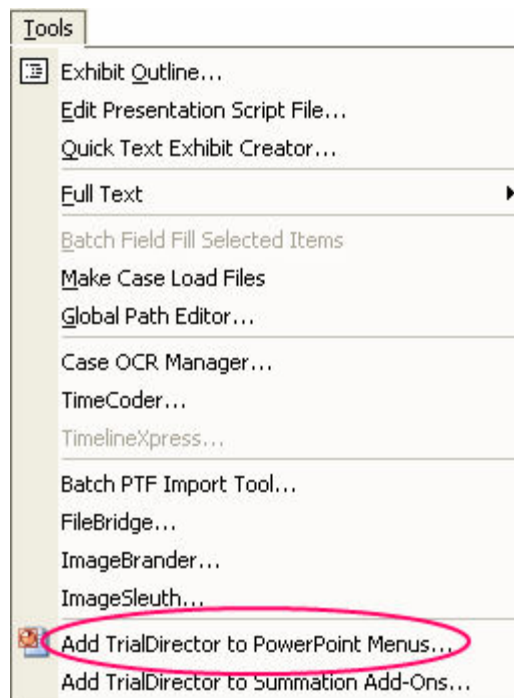 Tools
Exhibit Outline...
Edit Presentation Script File...
Quick Text Exhibit Creator...
Full Text
Batch Field Fill Selected Items
Make Case Load Files
Global Path Editor...
Case OCR Manager...
TimeCoder...
TimelineXpress...
Batch PTF Import Tool...
FileBridge...
ImageBrander...
ImageSleuth...
Add TrialDirector to PowerPoint Menus...
Add TrialDirector to Summation Add-Ons...